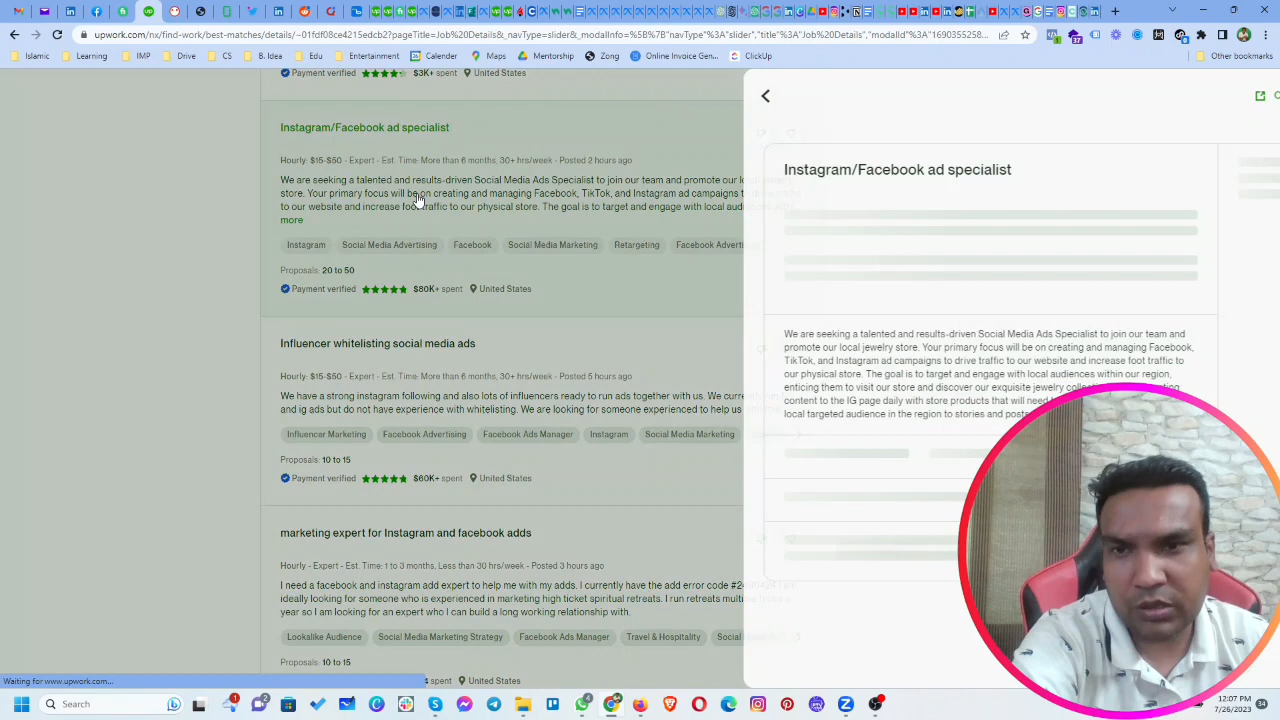 upwork.com/nx/find-work/best-matches/details/~01fdf08ce4215edcb2?pageTitle=Job%20Details&_navType=slider&_modalInfo=%5B%7B"navType"%3A"slider","title"%3A"Job%20Details","modalId"%3A"1690355258...
Islamic Learning IMP Drive CS B. Idea Edu Entertainment Calendar Maps Mentorship Zong Online Invoice Gen... ClickUp Other bookmarks
Payment verified $3K+ spent United States
Instagram/Facebook ad specialist
Hourly: $15-$50 - Expert - Est. Time: More than 6 months, 30+ hrs/week - Posted 2 hours ago
We are seeking a talented and results-driven Social Media Ads Specialist to join our team and promote our lo
store. Your primary focus will be on creating and managing Facebook, TikTok, and Instagram ad campaigns to
to our website and increase foot traffic to our physical store. The goal is to target and engage with local aud
more
Instagram Social Media Advertising Facebook Social Media Marketing Retargeting Facebook Adverti
Proposals: 20 to 50
Payment verified $80K+ spent United States
Influencer whitelisting social media ads
Hourly: $15-$50 - Expert - Est. Time: More than 6 months, 30+ hrs/week - Posted 5 hours ago
We have a strong instagram following and also lots of influencers ready to run ads together with us. We curre
and ig ads but do not have experience with whitelisting. We are looking for someone experienced to help us
Influencer Marketing Facebook Advertising Facebook Ads Manager Instagram Social Media Marketing
Proposals: 10 to 15
Payment verified $60K+ spent United States
marketing expert for Instagram and facebook adds
Hourly - Expert - Est. Time: 1 to 3 months, Less than 30 hrs/week - Posted 3 hours ago
I need a facebook and instagram add expert to help me with my adds. I currently have the add error code
ideally looking for someone who is experienced in marketing high ticket spiritual retreats. I run retreats
year so I am looking for an expert who I can build a long working relationship with.
Lookalike Audience Social Media Marketing Strategy Facebook Ads Manager Travel & Hospitality
Proposals: 10 to 15
spent United States
Waiting for www.upwork.com...
Instagram/Facebook ad specialist
We are seeking a talented and results-driven Social Media Ads Specialist to join our team and
promote our local jewelry store. Your primary focus will be on creating and managing Facebook,
TikTok, and Instagram ad campaigns to drive traffic to our website and increase foot traffic to
our physical store. The goal is to target and engage with local audiences within our region,
enticing them to visit our store and discover our exquisite jewelry
content to the IG page daily with store products that will need
local targeted audience in the region to stories and posts
Search
12:07 PM
7/26/2023